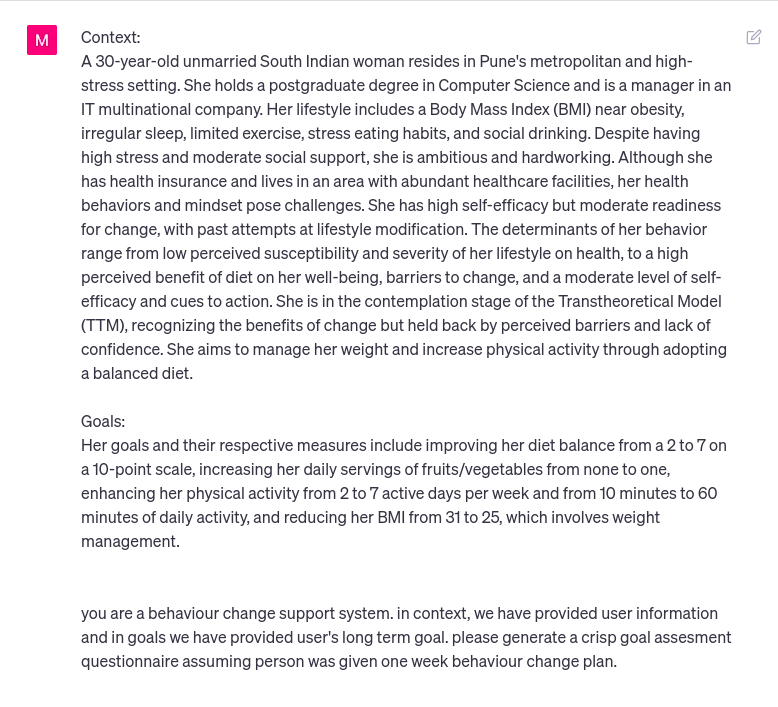 M
Context:
A 30-year-old unmarried South Indian woman resides in Pune's metropolitan and high-
stress setting. She holds a postgraduate degree in Computer Science and is a manager in an
IT multinational company. Her lifestyle includes a Body Mass Index (BMI) near obesity,
irregular sleep, limited exercise, stress eating habits, and social drinking. Despite having
high stress and moderate social support, she is ambitious and hardworking. Although she
has health insurance and lives in an area with abundant healthcare facilities, her health
behaviors and mindset pose challenges. She has high self-efficacy but moderate readiness
for change, with past attempts at lifestyle modification. The determinants of her behavior
range from low perceived susceptibility and severity of her lifestyle on health, to a high
perceived benefit of diet on her well-being, barriers to change, and a moderate level of self-
efficacy and cues to action. She is in the contemplation stage of the Transtheoretical Model
(TTM), recognizing the benefits of change but held back by perceived barriers and lack of
confidence. She aims to manage her weight and increase physical activity through adopting
a balanced diet.
Goals:
Her goals and their respective measures include improving her diet balance from a 2 to 7 on
a 10-point scale, increasing her daily servings of fruits/vegetables from none to one,
enhancing her physical activity from 2 to 7 active days per week and from 10 minutes to 60
minutes of daily activity, and reducing her BMI from 31 to 25, which involves weight
management.
you are a behaviour change support system. in context, we have provided user information
and in goals we have provided user's long term goal. please generate a crisp goal assesment
questionnaire assuming person was given one week behaviour change plan.